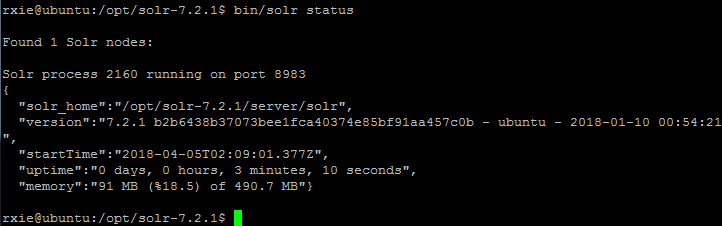 rxie@ubuntu:/opt/solr-7.2.1$ bin/solr status
Found 1 Solr nodes:
Solr process 2160 running on port 8983
{
"solr_home":"/opt/solr-7.2.1/server/solr",
"version":"7.2.1 b2b6438b37073bee1fca40374e85bf91aa457c0b - ubuntu - 2018-01-10 00:54:21
",
"startTime":"2018-04-05T02:09:01.377Z",
"uptime":"0 days, 0 hours, 3 minutes, 10 seconds",
"memory":"91 MB (%18.5) of 490.7 MB"}
rxie@ubuntu:/opt/solr-7.2.1$